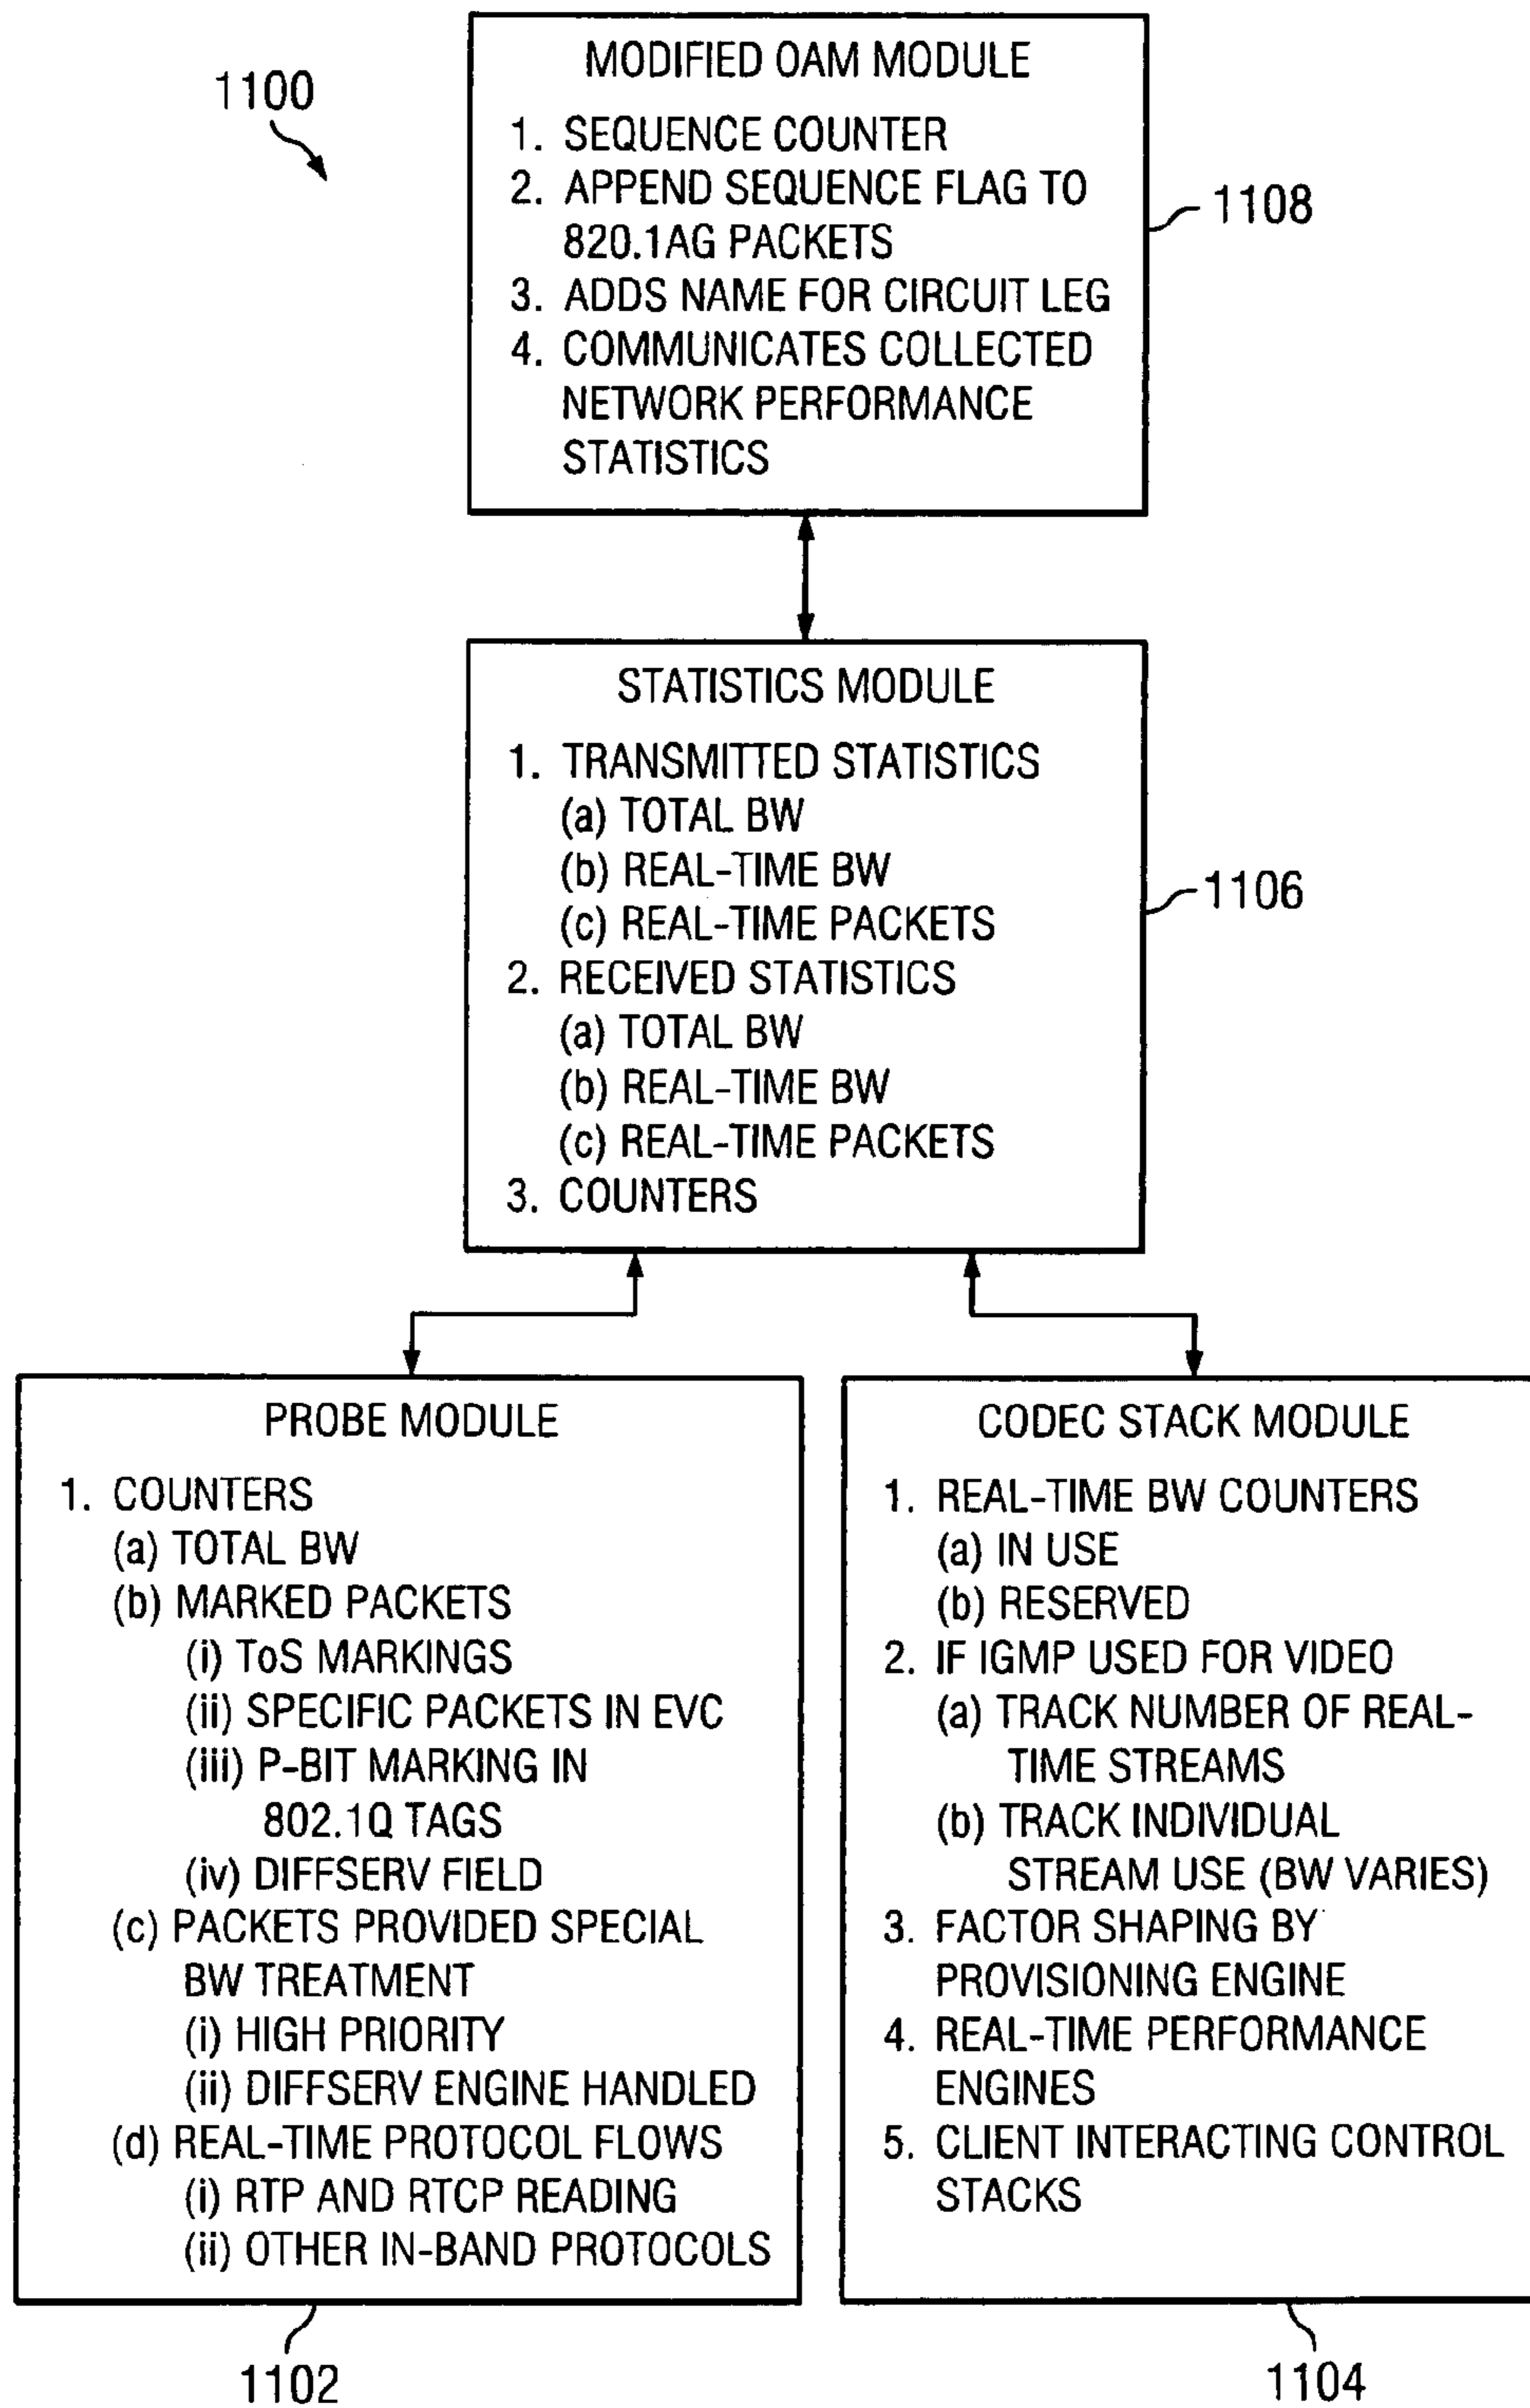 1100
MODIFIED OAM MODULE
1. SEQUENCE COUNTER
2. APPEND SEQUENCE FLAG TO
820.1AG PACKETS
3. ADDS NAME FOR CIRCUIT LEG
4. COMMUNICATES COLLECTED
NETWORK PERFORMANCE
STATISTICS
1108
STATISTICS MODULE
1. TRANSMITTED STATISTICS
(a) TOTAL BW
(b) REAL-TIME BW
(c) REAL-TIME PACKETS
2. RECEIVED STATISTICS
(a) TOTAL BW
(b) REAL-TIME BW
(c) REAL-TIME PACKETS
3. COUNTERS
1106
PROBE MODULE
1. COUNTERS
(a) TOTAL BW
(b) MARKED PACKETS
(i) ToS MARKINGS
(ii) SPECIFIC PACKETS IN EVC
(iii) P-BIT MARKING IN
802.1Q TAGS
(iv) DIFFSERV FIELD
(c) PACKETS PROVIDED SPECIAL
BW TREATMENT
(i) HIGH PRIORITY
(ii) DIFFSERV ENGINE HANDLED
(d) REAL-TIME PROTOCOL FLOWS
(i) RTP AND RTCP READING
(ii) OTHER IN-BAND PROTOCOLS
1102
CODEC STACK MODULE
1. REAL-TIME BW COUNTERS
(a) IN USE
(b) RESERVED
2. IF IGMP USED FOR VIDEO
(a) TRACK NUMBER OF REAL-
TIME STREAMS
(b) TRACK INDIVIDUAL
STREAM USE (BW VARIES)
3. FACTOR SHAPING BY
PROVISIONING ENGINE
4. REAL-TIME PERFORMANCE
ENGINES
5. CLIENT INTERACTING CONTROL
STACKS
1104